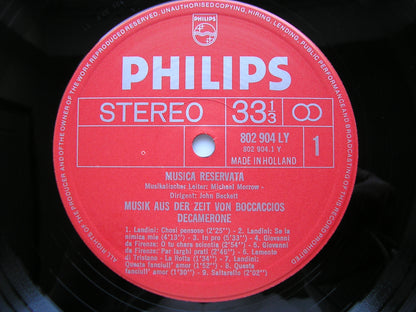 ALL RIGHTS OF THE PRODUCER AND OF THE OWNER OF THE WORK REPRODUCED RESERVED. UNAUTHORISED COPYING, HIRING, LENDING, PUBLIC PERFORMANCE AND BROADCASTING OF THIS RECORD PROHIBITED
PHILIPS
PHILIPS
STEREO 33 1/3
802 904 LY
802 904.1 Y
MADE IN HOLLAND
1
MUSICA RESERVATA
Musikalischer Leiter: Michael Morrow
Dirigent: John Beckett
MUSIK AUS DER ZEIT VON BOCCACCIOS
DECAMERONE
1. Landini: Chosi pensoso (2'25") - 2. Landini: Se la
nimica mie (4'13") - 3. In pro (5'33") - 4. Giovanni
da Firenze: O tu chara scientia (2'54") - 5. Giovanni
da Firenze: Per larghi prati (2'46") - 6. Lamento
di Tristano - La Rotta (1'34") - 7. Landini:
Questa fanciull' amor (1'52") - 8. Questa
fanciull' amor (1'30") - 9. Saltarello (2'02")